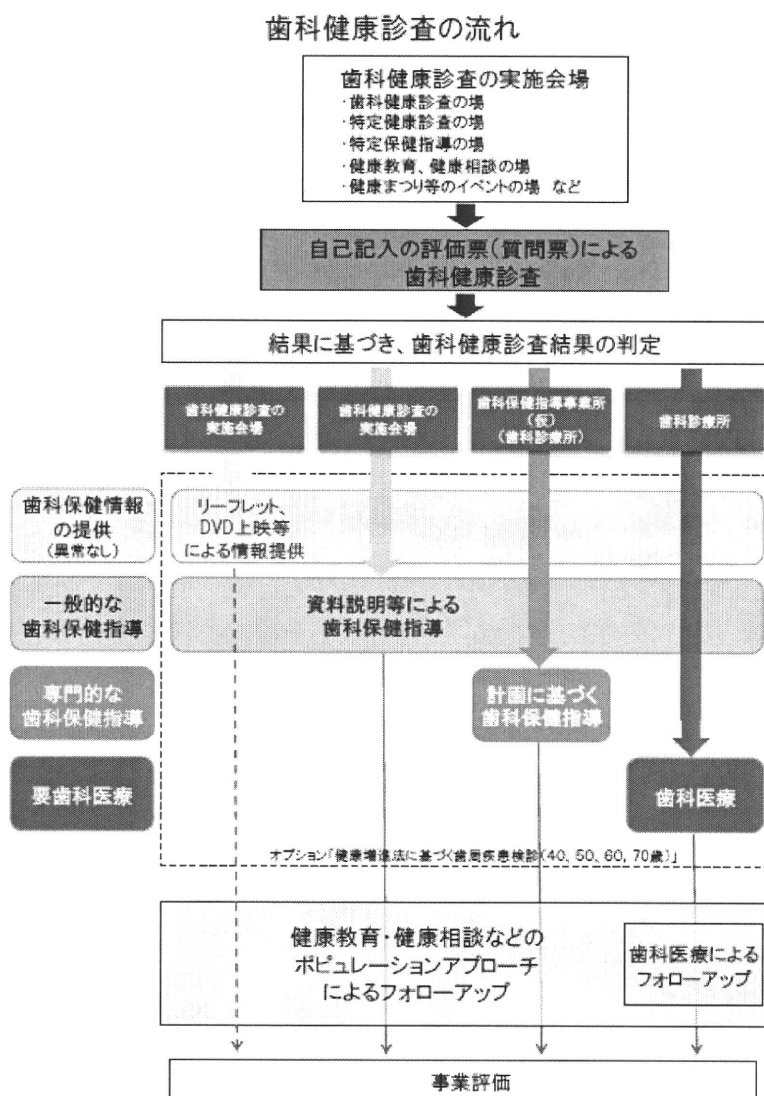 歯科健康診査の流れ
歯科健康診査の実施会場
・歯科健康診査の場
・特定健康診査の場
・特定保健指導の場
・健康教育、健康相談の場
・健康まつり等のイベントの場 など
自己記入の評価票(質問票)による
歯科健康診査
結果に基づき、歯科健康診査結果の判定
歯科健康診査の
実施会場
歯科健康診査の
実施会場
歯科保健指導事業所
(仮)
(歯科診療所)
歯科診療所
歯科保健情報
の提供
(異常なし)
リーフレット、
DVD上映等
による情報提供
一般的な
歯科保健指導
資料説明等による
歯科保健指導
専門的な
歯科保健指導
計画に基づく
歯科保健指導
要歯科医療
歯科医療
オプション「健康増進法に基づく歯周疾患検診(40, 50, 60, 70歳)」
健康教育・健康相談などの
ポピュレーションアプローチ
によるフォローアップ
歯科医療による
フォローアップ
事業評価